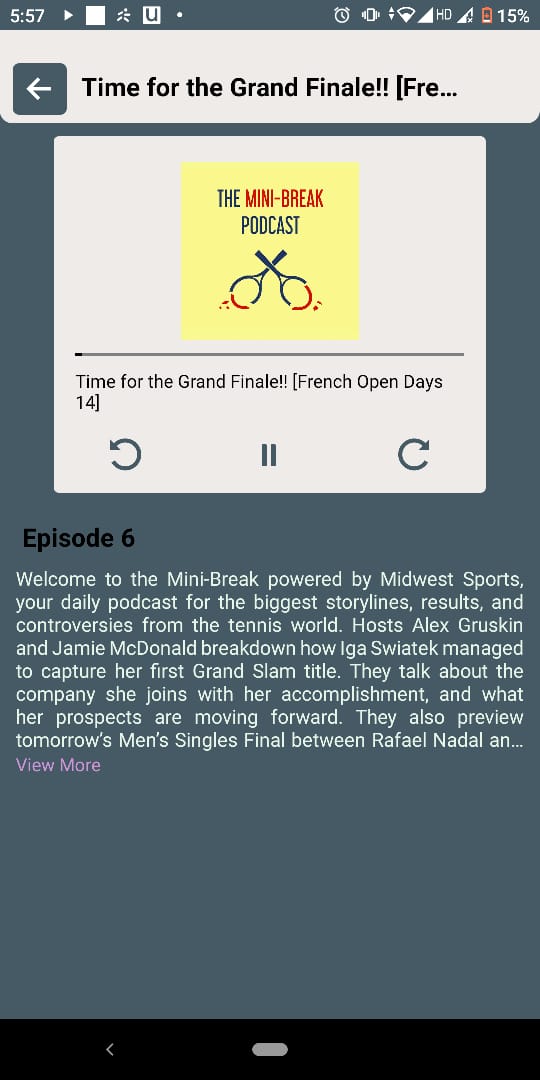 5:57 HD 15%
Time for the Grand Finale!! [Fre...
THE MINI-BREAK
PODCAST
Time for the Grand Finale!! [French Open Days
14]
Episode 6
Welcome to the Mini-Break powered by Midwest Sports,
your daily podcast for the biggest storylines, results, and
controversies from the tennis world. Hosts Alex Gruskin
and Jamie McDonald breakdown how Iga Swiatek managed
to capture her first Grand Slam title. They talk about the
company she joins with her accomplishment, and what
her prospects are moving forward. They also preview
tomorrow’s Men’s Singles Final between Rafael Nadal an...
View More